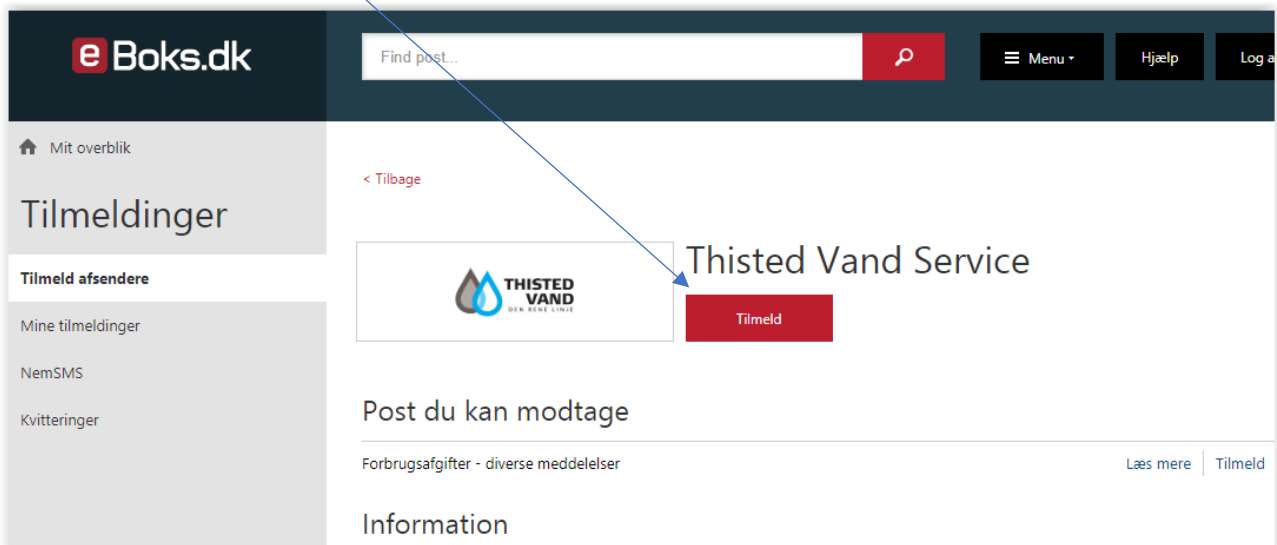 e Boks.dk
Find post...
Menu
Hjælp
Log a
Mit overblik
< Tilbage
Tilmeldinger
Tilmeld afsendere
Mine tilmeldinger
NemSMS
Kvitteringer
THISTED
VAND
DEN RENE LINJE
Thisted Vand Service
Tilmeld
Post du kan modtage
Forbrugsafgifter - diverse meddelelser
Læs mere
Tilmeld
Information